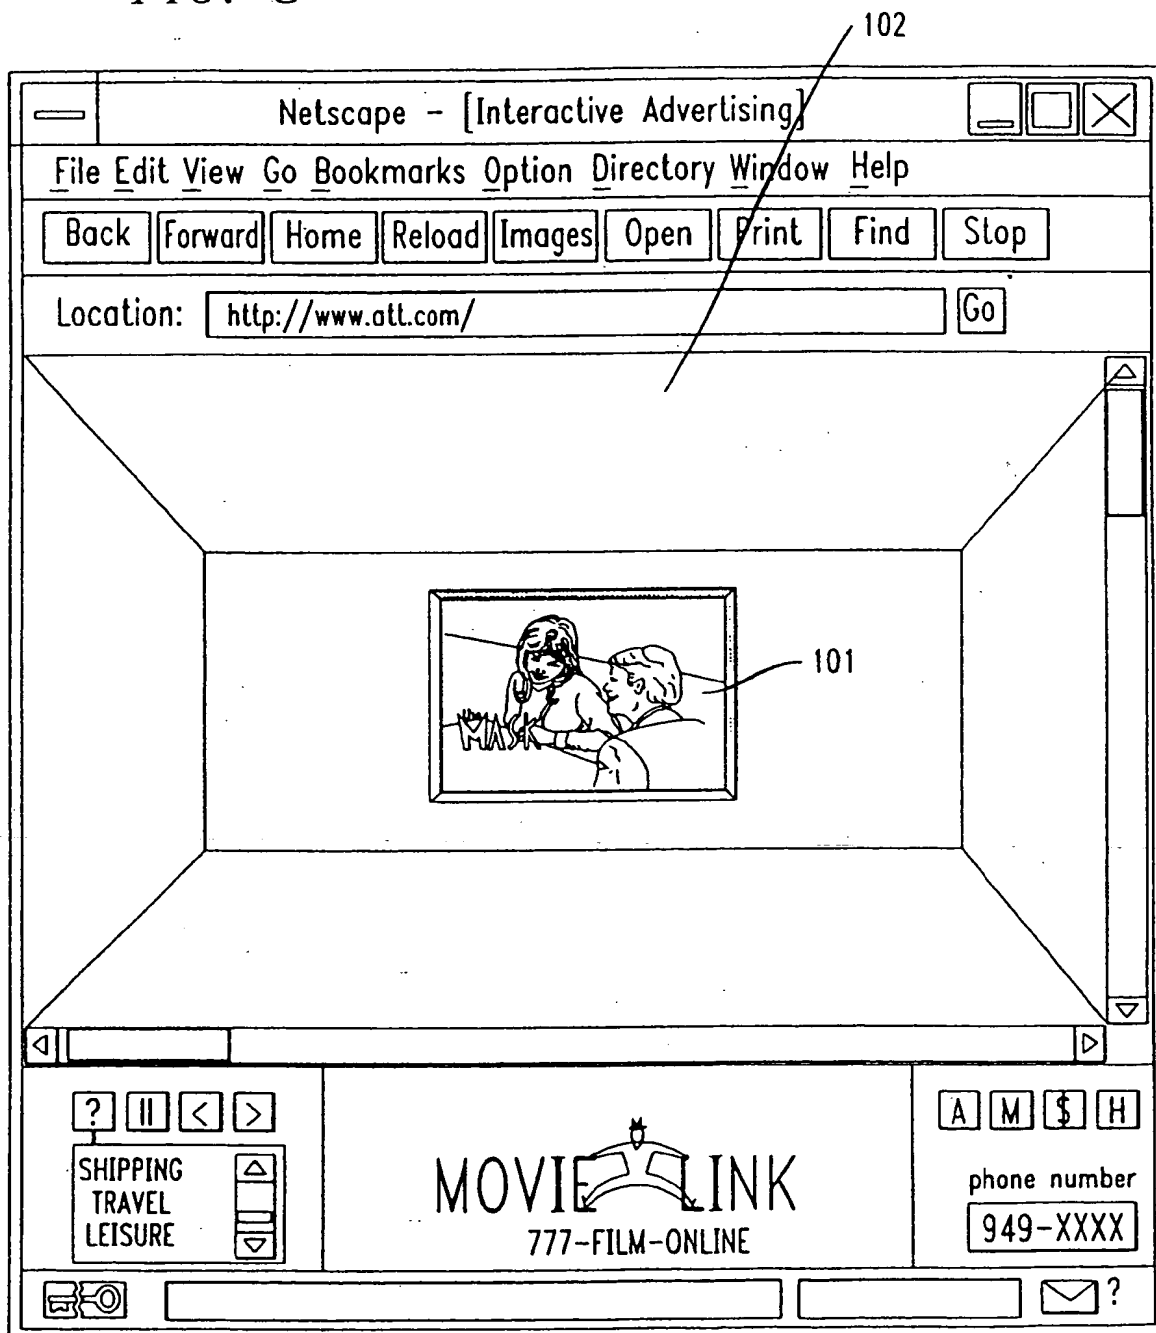 102
Netscape - [Interactive Advertising]
File Edit View Go Bookmarks Option Directory Window Help
Back Forward Home Reload Images Open Print Find Stop
Location: http://www.att.com/ Go
101
the MASK
? II < > A M $ H
SHIPPING
TRAVEL
LEISURE
MOVIE LINK
777-FILM-ONLINE
phone number
949-XXXX
?